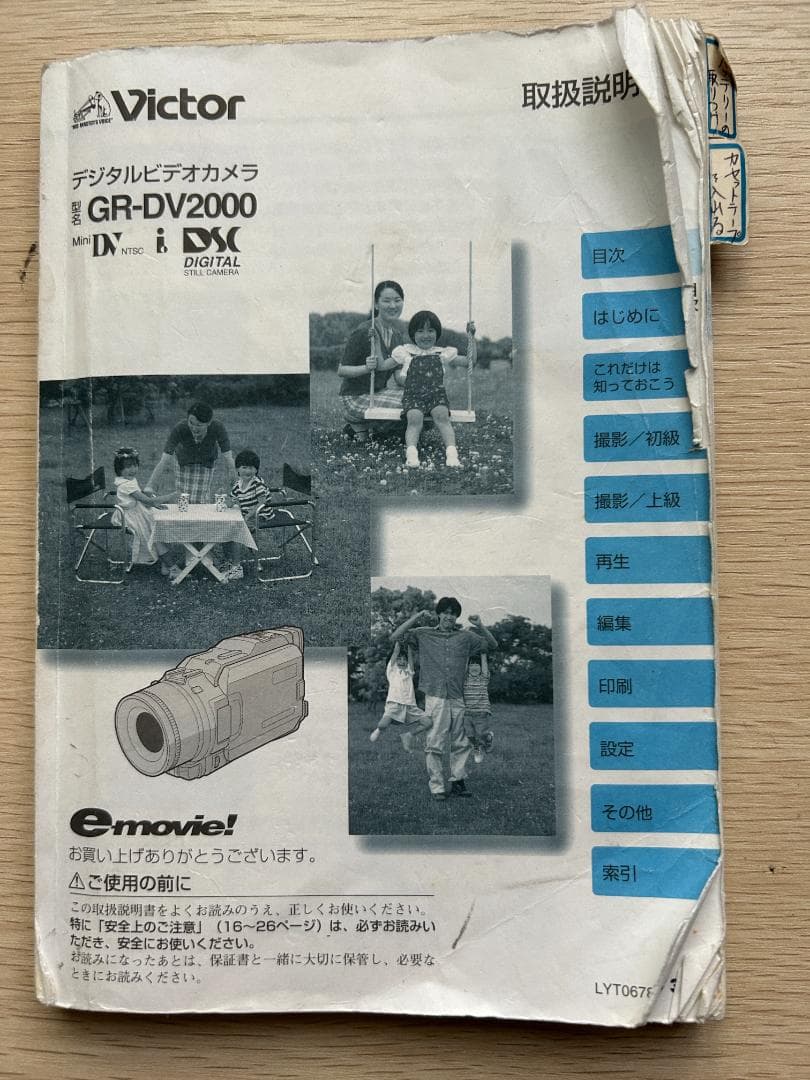 "HIS MASTER'S VOICE"
Victor
取扱説明
デジタルビデオカメラ
型名 GR-DV2000
Mini DV NTSC i. DSC
DIGITAL
STILL CAMERA
目次
はじめに
これだけは
知っておこう
撮影／初級
撮影／上級
再生
編集
印刷
設定
その他
索引
e-movie!
お買い上げありがとうございます。
⚠ご使用の前に
この取扱説明書をよくお読みのうえ、正しくお使いください。
特に「安全上のご注意」（16～26ページ）は、必ずお読みい
ただき、安全にお使いください。
お読みになったあとは、保証書と一緒に大切に保管し、必要な
ときにお読みください。
LYT0678
カセットテープ
を入れる